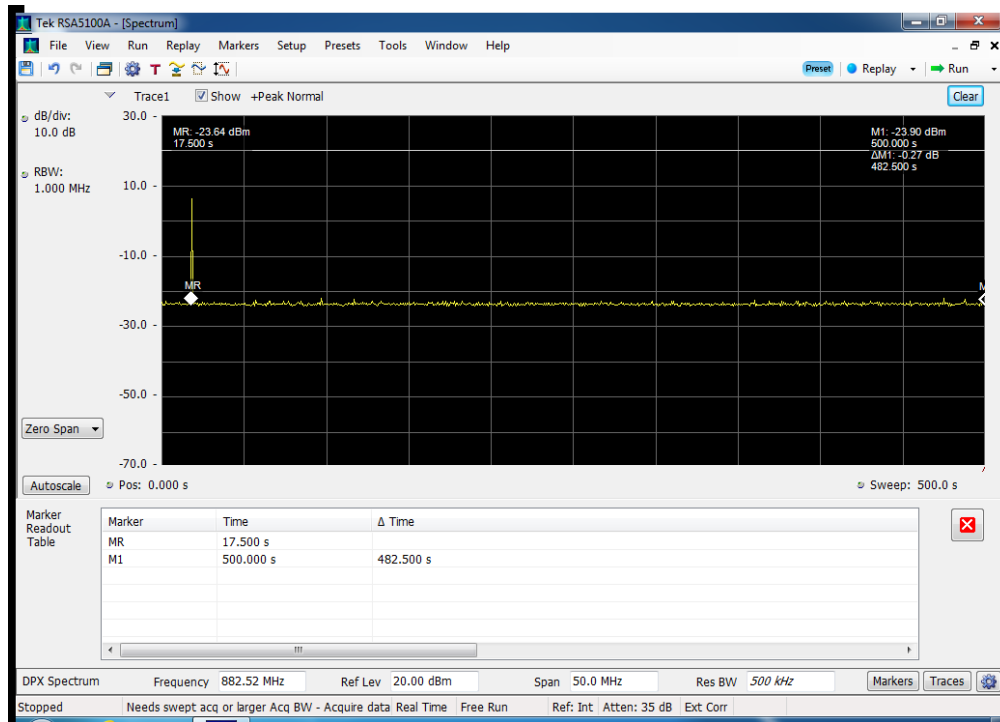 Tek RSA5100A - [Spectrum]
File View Run Replay Markers Setup Presets Tools Window Help
T Preset Replay Run
Trace1 Show +Peak Normal Clear
dB/div:
10.0 dB
RBW:
1.000 MHz
30.0
10.0
-10.0
-30.0
-50.0
-70.0
MR: -23.64 dBm
17.500 s
M1: -23.90 dBm
500.000 s
ΔM1: -0.27 dB
482.500 s
MR
Zero Span
Autoscale Pos: 0.000 s Sweep: 500.0 s
Marker
Readout
Table
Marker Time Δ Time
MR 17.500 s
M1 500.000 s 482.500 s
DPX Spectrum Frequency 882.52 MHz Ref Lev 20.00 dBm Span 50.0 MHz Res BW 500 kHz Markers Traces
Stopped Needs swept acq or larger Acq BW - Acquire data Real Time Free Run Ref: Int Atten: 35 dB Ext Corr